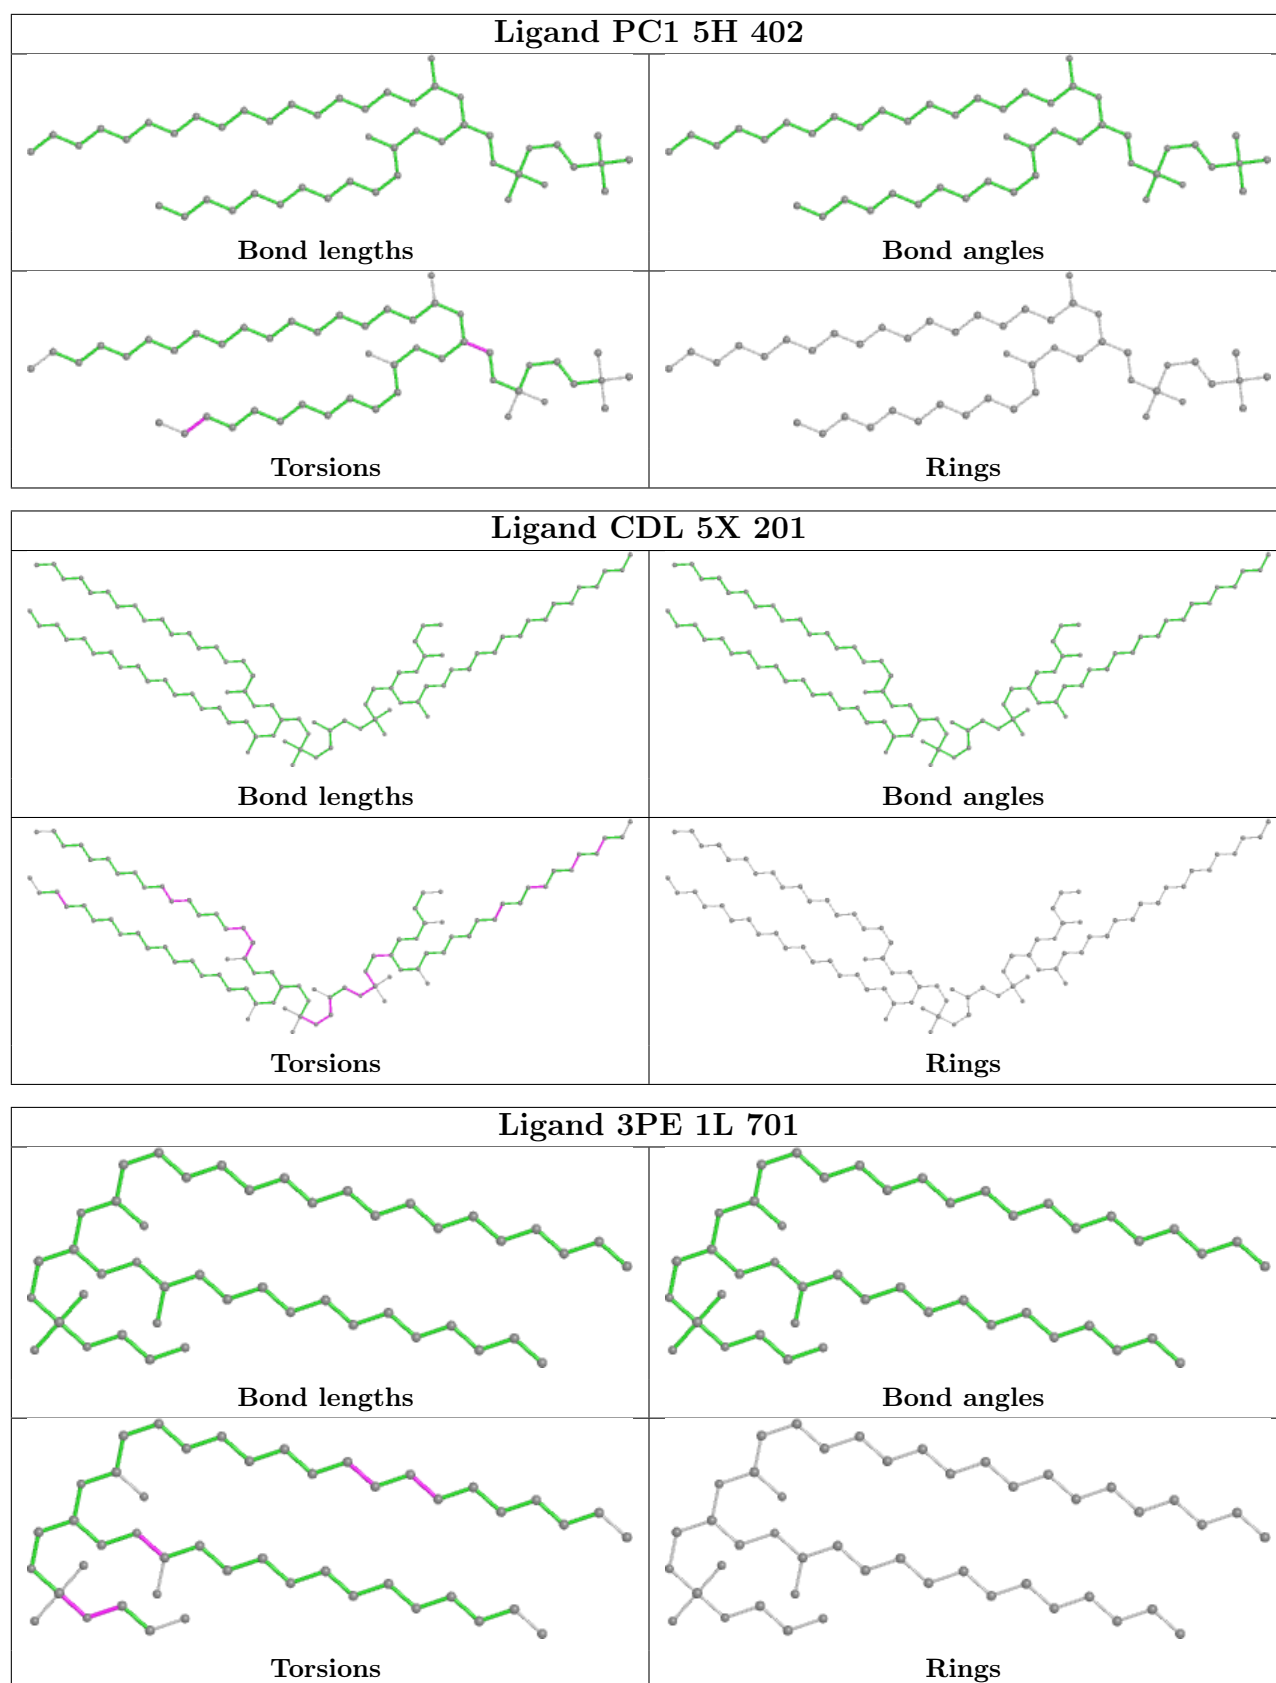 Ligand PC1 5H 402
Bond lengths
Bond angles
Torsions
Rings
Ligand CDL 5X 201
Bond lengths
Bond angles
Torsions
Rings
Ligand 3PE 1L 701
Bond lengths
Bond angles
Torsions
Rings